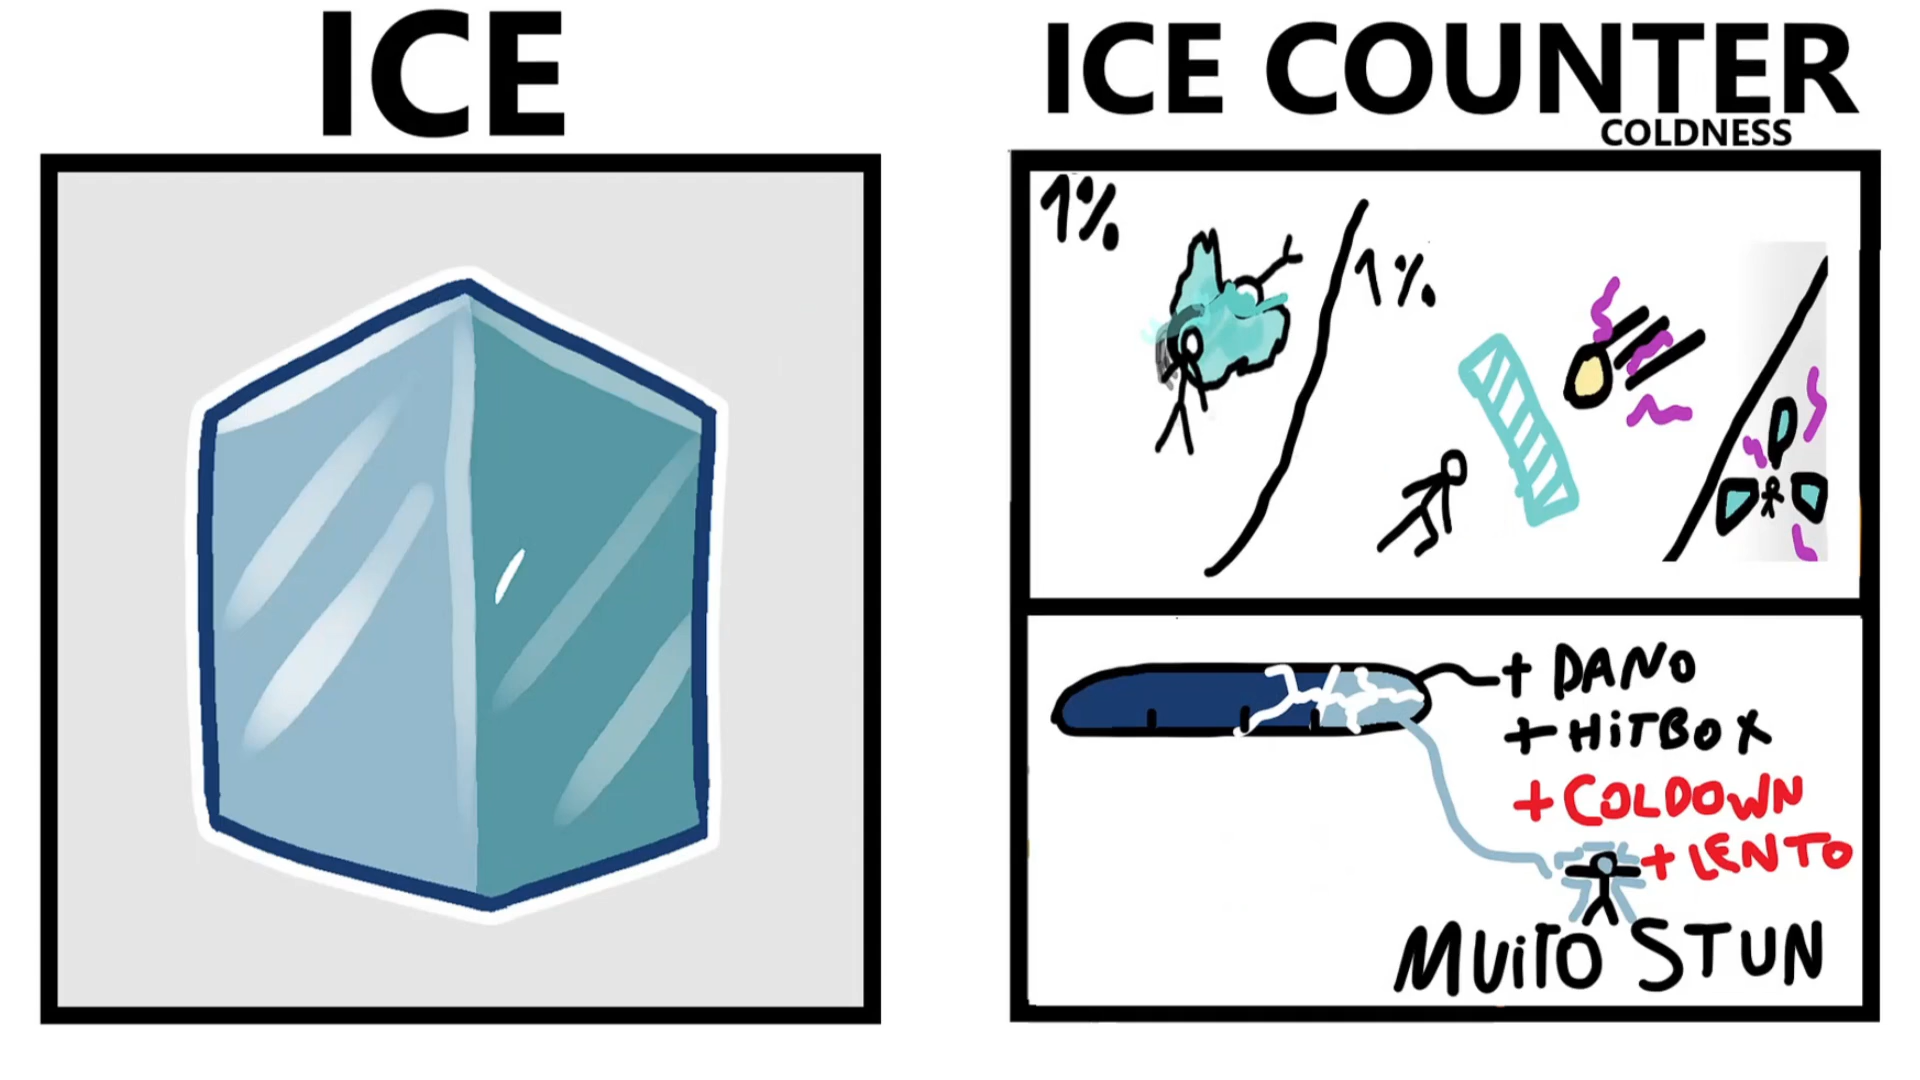 ICE
ICE COUNTER
COLDNESS
1%
1%
+ DANO
+ HiTBOX
+ COLDOWN
+ LENTO
MUiTO STUN